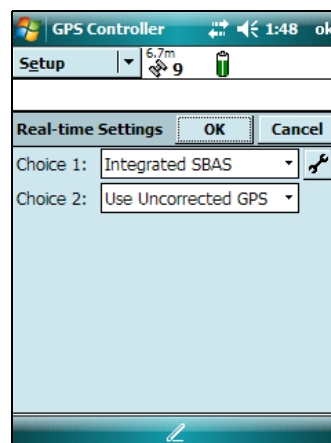 GPS Controller 1:48 ok
Setup 6.7m 9
Real-time Settings OK Cancel
Choice 1: Integrated SBAS
Choice 2: Use Uncorrected GPS